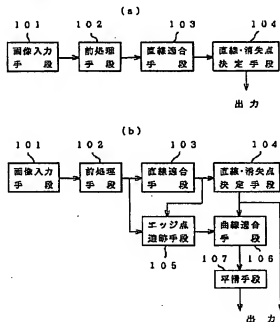 (a)
101 102 103 104
画像入力 前処理 直線適合 直線・消失点
手段 手段 手段 決定手段
出力
(b)
101 102 103 104
画像入力 前処理 直線適合 直線・消失点
手段 手段 手段 決定手段
エッジ点 曲線適合
追跡手段 手段
105 107 106
平滑手段
出力